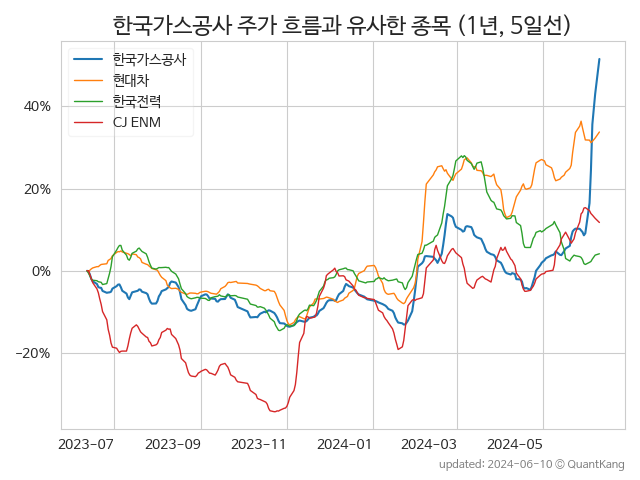 한국가스공사 주가 흐름과 유사한 종목 (1년, 5일선)
한국가스공사
현대차
한국전력
CJ ENM
40%
20%
0%
−20%
2023-07
2023-09
2023-11
2024-01
2024-03
2024-05
updated: 2024-06-10 © QuantKang